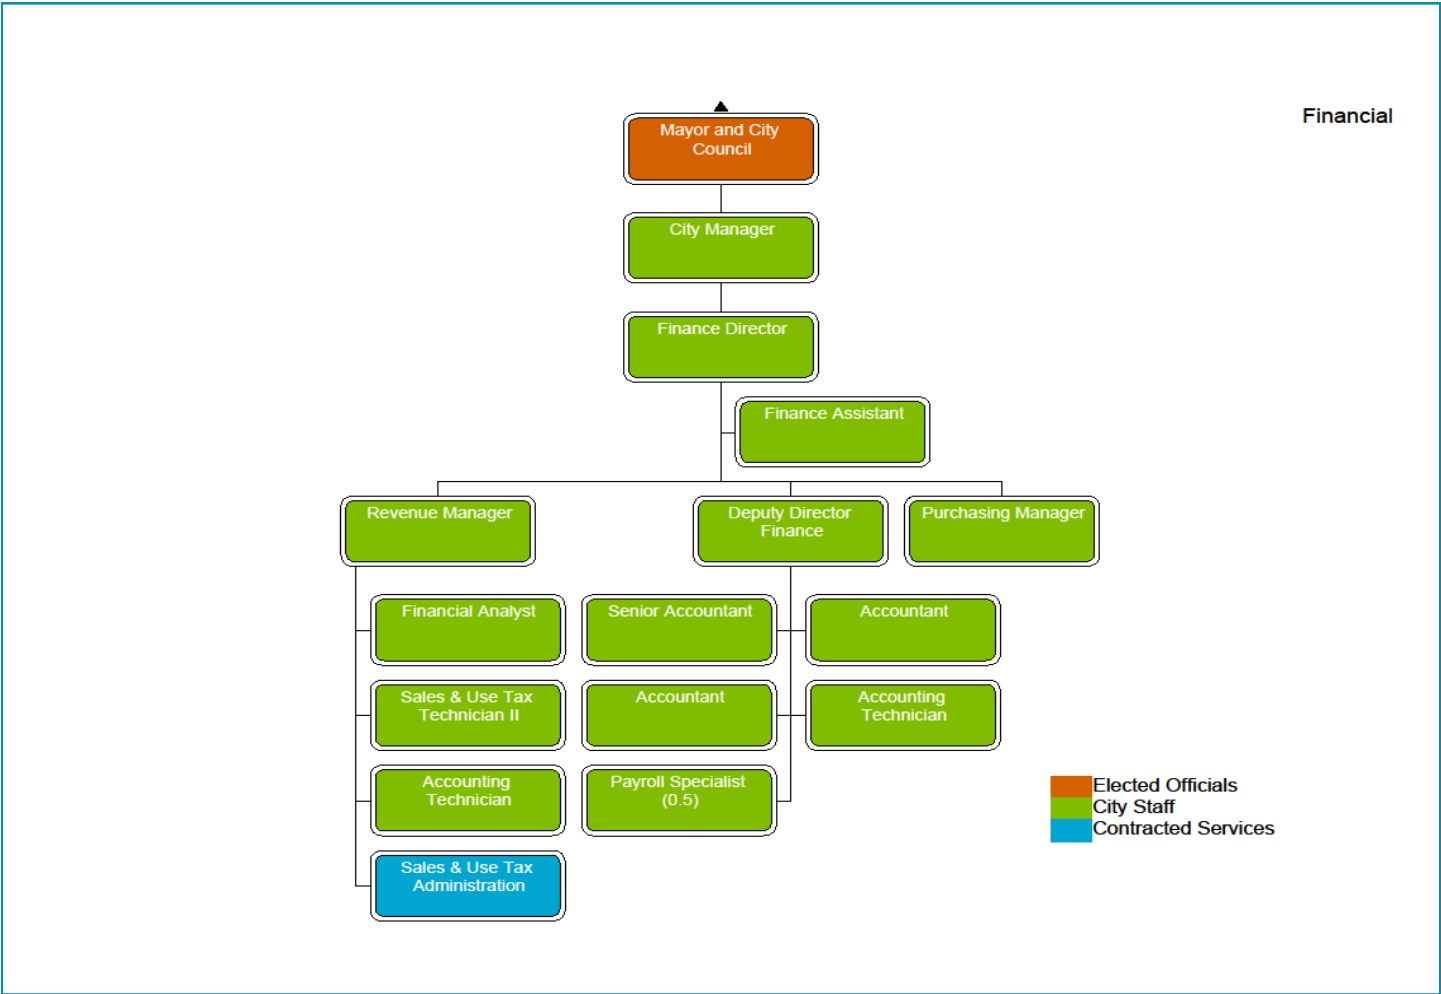 Financial
Mayor and City
Council
City Manager
Finance Director
Finance Assistant
Revenue Manager
Deputy Director
Finance
Purchasing Manager
Financial Analyst
Senior Accountant
Accountant
Sales & Use Tax
Technician II
Accountant
Accounting
Technician
Accounting
Technician
Payroll Specialist
(0.5)
Sales & Use Tax
Administration
Elected Officials
City Staff
Contracted Services